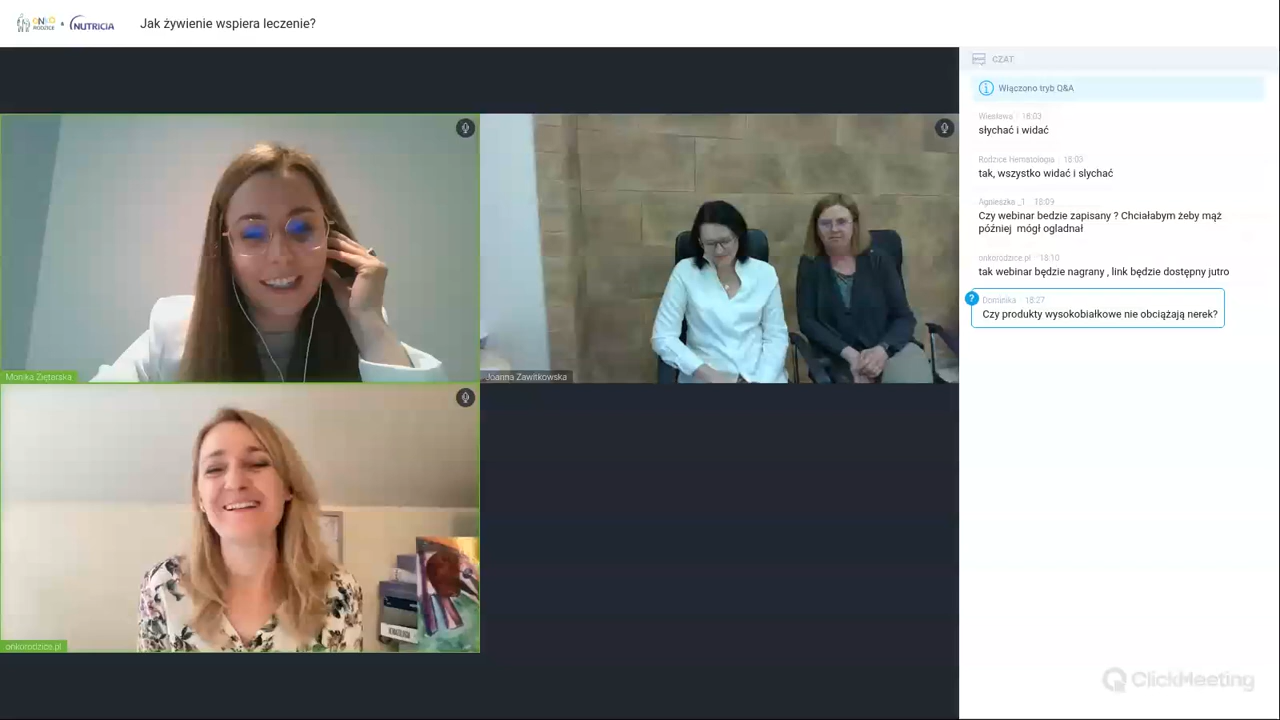 ONKO
RODZICE
&
NUTRICIA
Jak żywienie wspiera leczenie?
CZAT
Włączono tryb Q&A
Wiesława 18:03
słychać i widać
Rodzice Hematologia 18:03
tak, wszystko widać i slychać
Agnieszka _1 18:09
Czy webinar bedzie zapisany ? Chciałabym żeby mąż
później mógł ogladnał
onkorodzice.pl 18:10
tak webinar będzie nagrany , link będzie dostępny jutro
?
Dominika 18:27
Czy produkty wysokobiałkowe nie obciążają nerek?
Monika Ziętarska
Joanna Zawitkowska
onkorodzice.pl
ClickMeeting